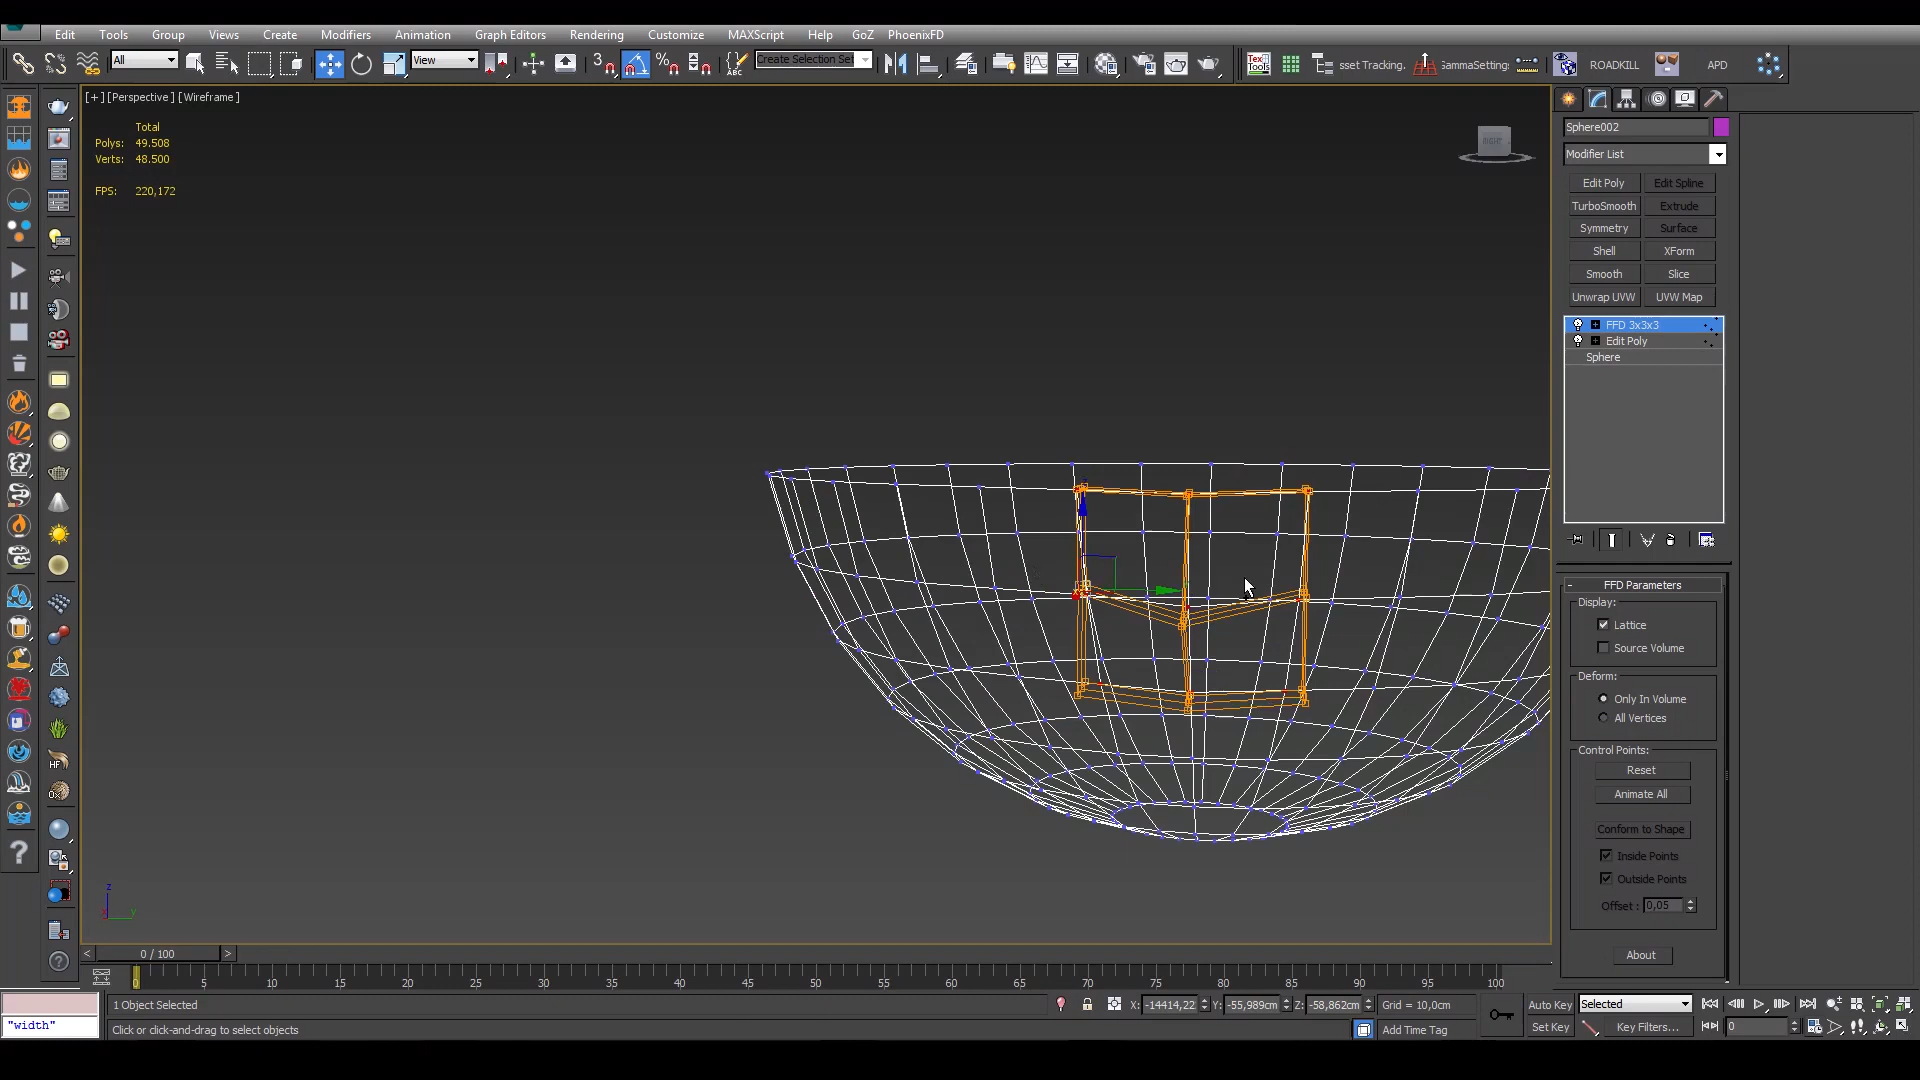 Edit Tools Group Views Create Modifiers Animation Graph Editors Rendering Customize MAXScript Help GoZ PhoenixFD
All View 3 Create Selection Set Text Tools sset Tracking. GammaSetting: ROADKILL APD
[+] [Perspective] [Wireframe]
Total
Polys: 49.508
Verts: 48.500
FPS: 220,172
Sphere002
Modifier List
Edit Poly Edit Spline
TurboSmooth Extrude
Symmetry Surface
Shell XForm
Smooth Slice
Unwrap UVW UVW Map
FFD 3x3x3
Edit Poly
Sphere
FFD Parameters
Display:
Lattice
Source Volume
Deform:
Only In Volume
All Vertices
Control Points:
Reset
Animate All
Conform to Shape
Inside Points
Outside Points
Offset : 0,05
About
HF
z
x y
< 0 / 100 >
0 5 10 15 20 25 30 35 40 45 50 55 60 65 70 75 80 85 90 95 100
1 Object Selected X: -14414,22 Y: -55,989cm Z: -58,862cm Grid = 10,0cm Auto Key Selected
"width" Click or click-and-drag to select objects Add Time Tag Set Key Key Filters... 0